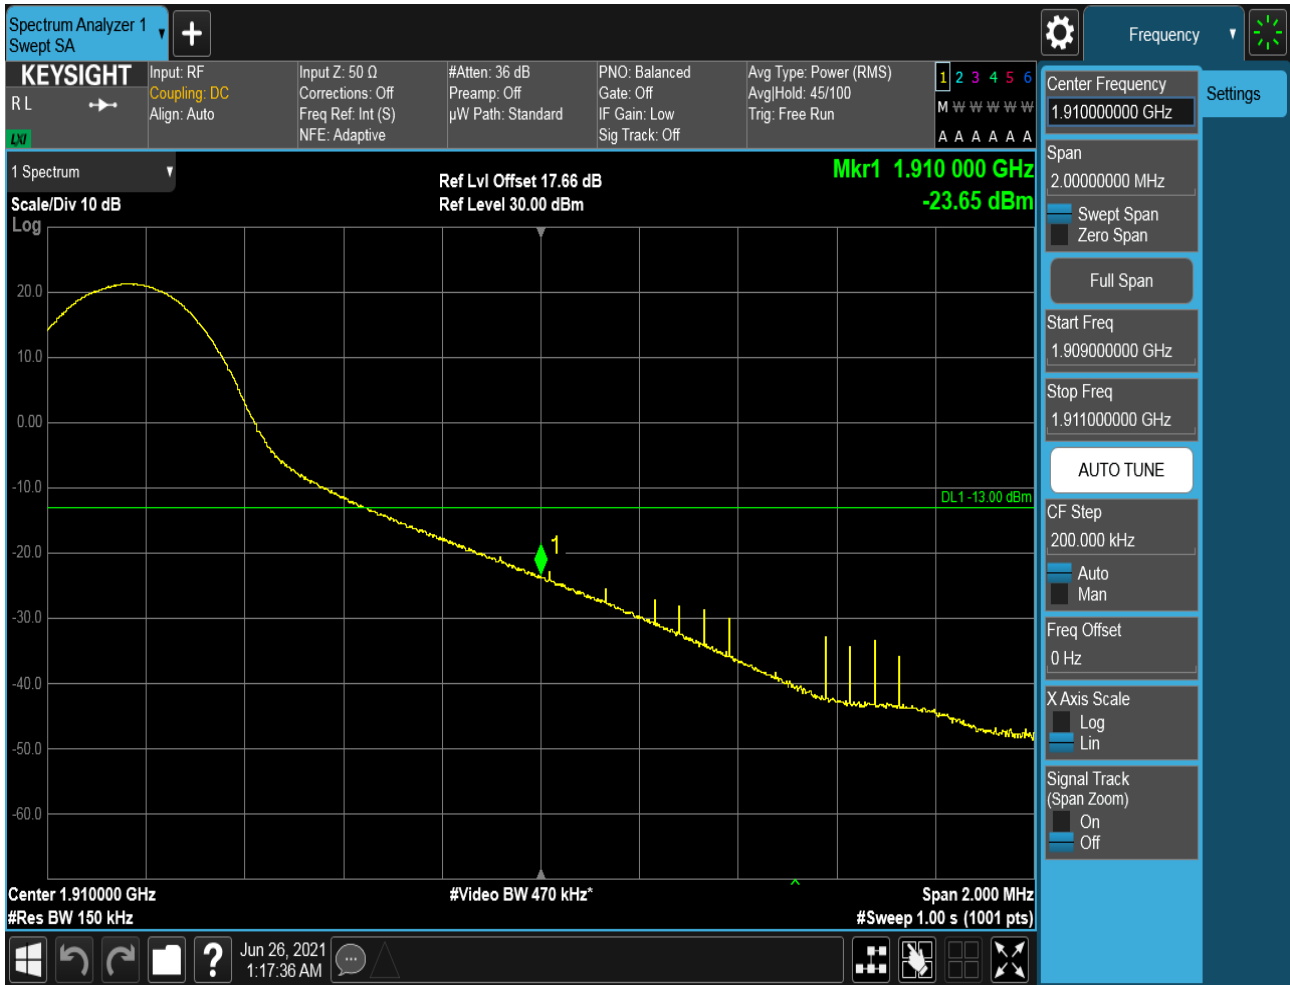 Spectrum Analyzer 1
Swept SA
Frequency
KEYSIGHT
R L
LXI
Input: RF
Coupling: DC
Align: Auto
Input Z: 50 Ω
Corrections: Off
Freq Ref: Int (S)
NFE: Adaptive
#Atten: 36 dB
Preamp: Off
µW Path: Standard
PNO: Balanced
Gate: Off
IF Gain: Low
Sig Track: Off
Avg Type: Power (RMS)
Avg|Hold: 45/100
Trig: Free Run
1 2 3 4 5 6
M W W W W W
A A A A A A
1 Spectrum
Scale/Div 10 dB
Log
Ref Lvl Offset 17.66 dB
Ref Level 30.00 dBm
Mkr1 1.910 000 GHz
-23.65 dBm
20.0
10.0
0.00
-10.0
DL1 -13.00 dBm
-20.0
1
-30.0
-40.0
-50.0
-60.0
Center 1.910000 GHz
#Res BW 150 kHz
#Video BW 470 kHz*
Span 2.000 MHz
#Sweep 1.00 s (1001 pts)
Jun 26, 2021
1:17:36 AM
Center Frequency
1.910000000 GHz
Settings
Span
2.00000000 MHz
Swept Span
Zero Span
Full Span
Start Freq
1.909000000 GHz
Stop Freq
1.911000000 GHz
AUTO TUNE
CF Step
200.000 kHz
Auto
Man
Freq Offset
0 Hz
X Axis Scale
Log
Lin
Signal Track
(Span Zoom)
On
Off